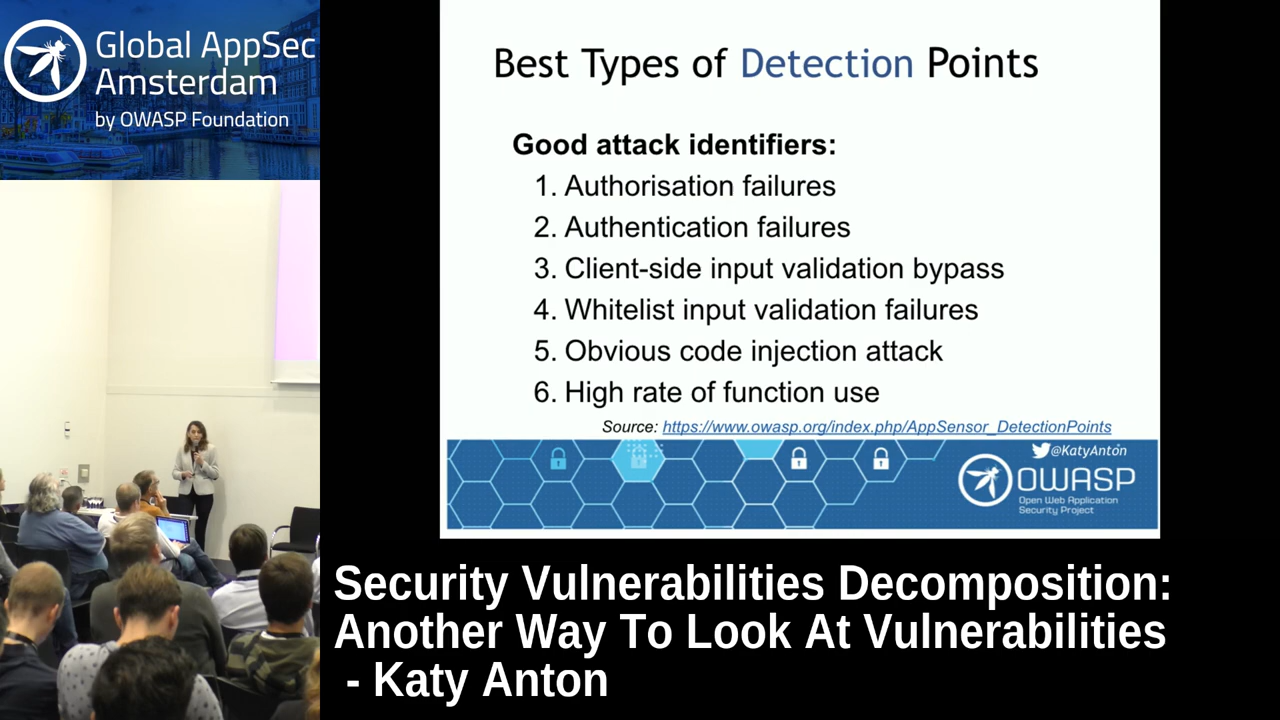 Global AppSec
Amsterdam
by OWASP Foundation
Best Types of Detection Points
Good attack identifiers:
1. Authorisation failures
2. Authentication failures
3. Client-side input validation bypass
4. Whitelist input validation failures
5. Obvious code injection attack
6. High rate of function use
Source: https://www.owasp.org/index.php/AppSensor_DetectionPoints
@KatyAnton
OWASP
Open Web Application
Security Project
Security Vulnerabilities Decomposition:
Another Way To Look At Vulnerabilities
- Katy Anton